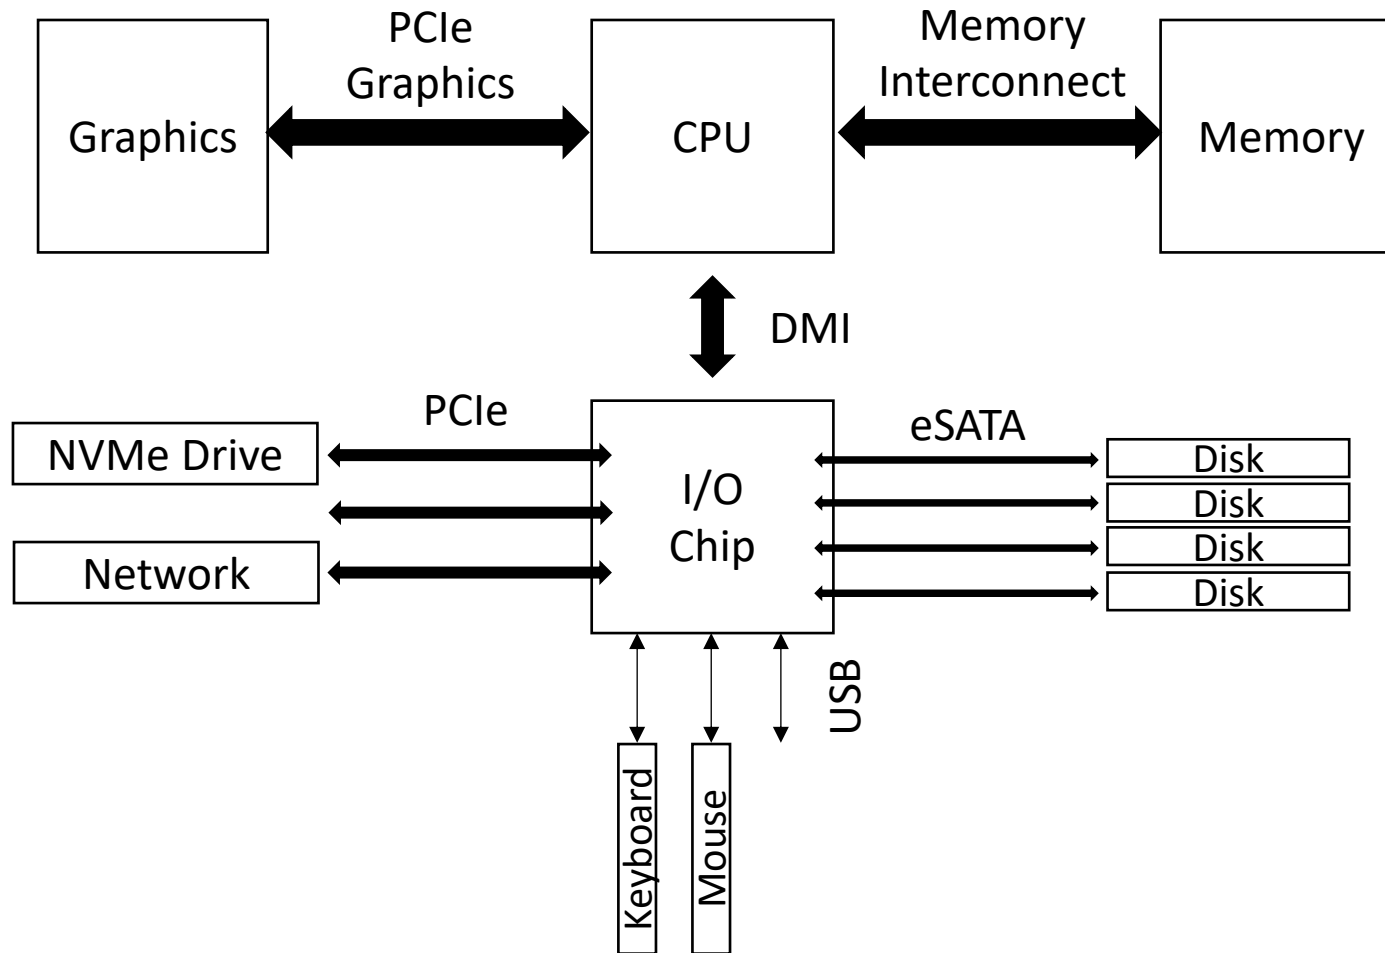 PCIe
Graphics
Memory
Interconnect
Graphics
CPU
Memory
DMI
PCIe
eSATA
NVMe Drive
Network
I/O
Chip
Disk
Disk
Disk
Disk
USB
Keyboard
Mouse